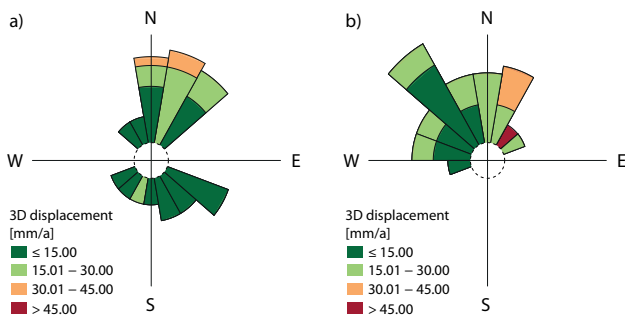 a)
N
W
E
S
3D displacement
[mm/a]
≤ 15.00
15.01 – 30.00
30.01 – 45.00
> 45.00
b)
N
W
E
S
3D displacement
[mm/a]
≤ 15.00
15.01 – 30.00
30.01 – 45.00
> 45.00